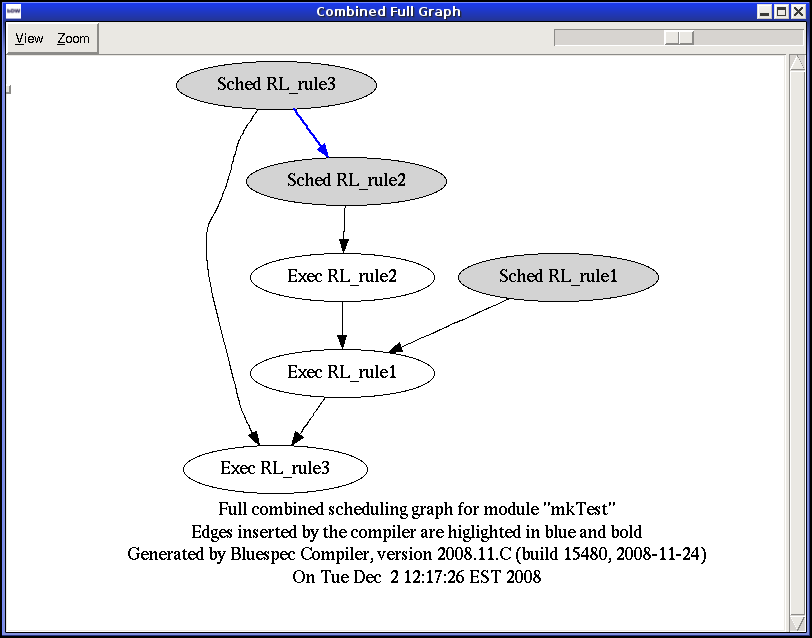 Combined Full Graph
View Zoom
Sched RL_rule3
Sched RL_rule2
Exec RL_rule2
Sched RL_rule1
Exec RL_rule1
Exec RL_rule3
Full combined scheduling graph for module "mkTest"
Edges inserted by the compiler are higlighted in blue and bold
Generated by Bluespec Compiler, version 2008.11.C (build 15480, 2008-11-24)
On Tue Dec  2 12:17:26 EST 2008